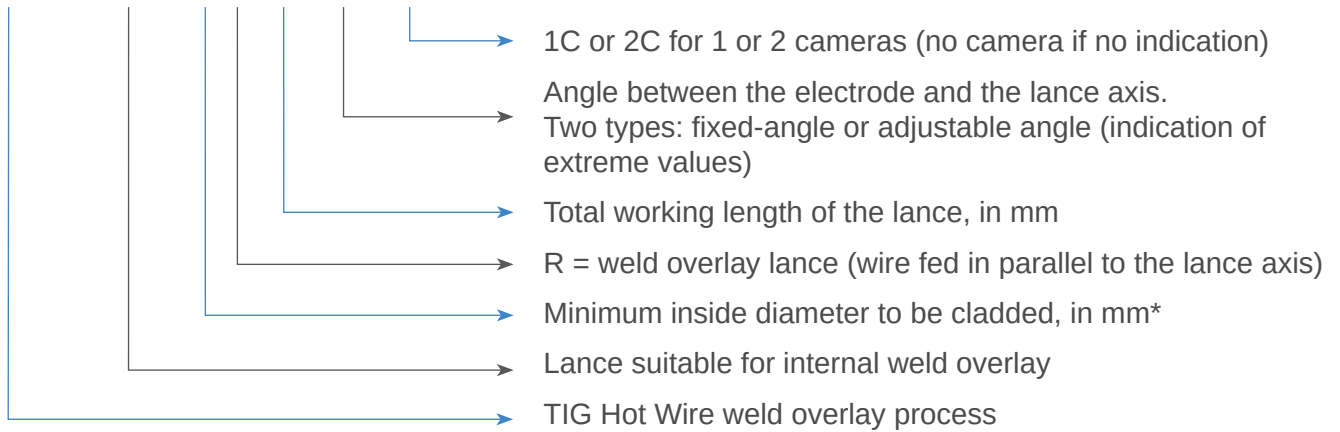 1C or 2C for 1 or 2 cameras (no camera if no indication)
Angle between the electrode and the lance axis.
Two types: fixed-angle or adjustable angle (indication of
extreme values)
Total working length of the lance, in mm
R = weld overlay lance (wire fed in parallel to the lance axis)
Minimum inside diameter to be cladded, in mm*
Lance suitable for internal weld overlay
TIG Hot Wire weld overlay process